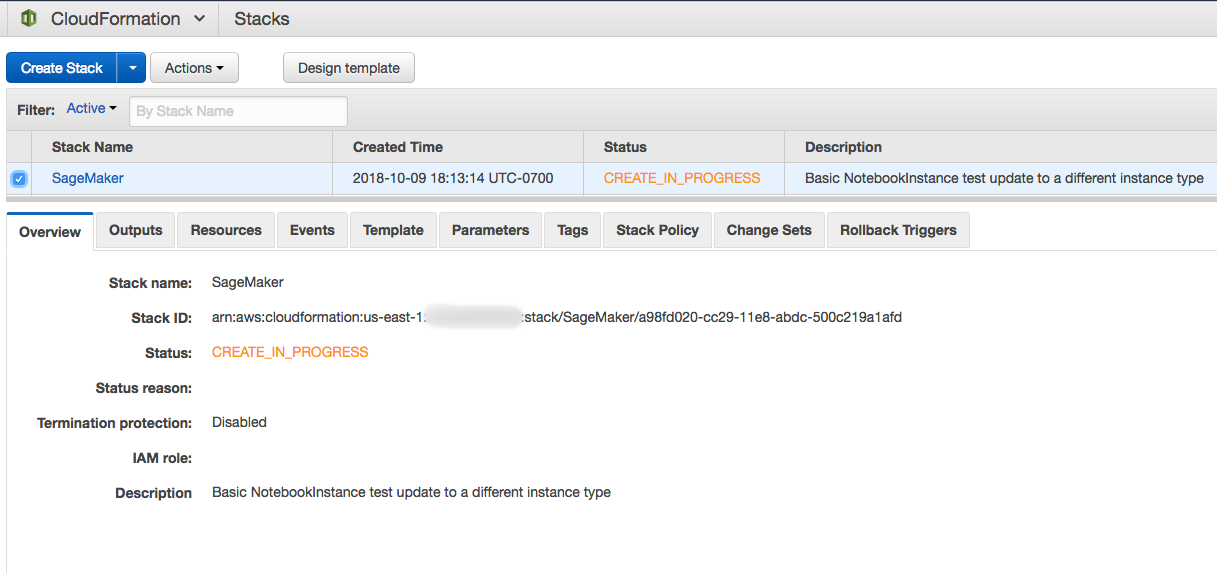 CloudFormation Stacks
Create Stack Actions Design template
Filter: Active By Stack Name
Stack Name Created Time Status Description
SageMaker 2018-10-09 18:13:14 UTC-0700 CREATE_IN_PROGRESS Basic NotebookInstance test update to a different instance type
Overview Outputs Resources Events Template Parameters Tags Stack Policy Change Sets Rollback Triggers
Stack name: SageMaker
Stack ID: arn:aws:cloudformation:us-east-1: :stack/SageMaker/a98fd020-cc29-11e8-abdc-500c219a1afd
Status: CREATE_IN_PROGRESS
Status reason:
Termination protection: Disabled
IAM role:
Description Basic NotebookInstance test update to a different instance type